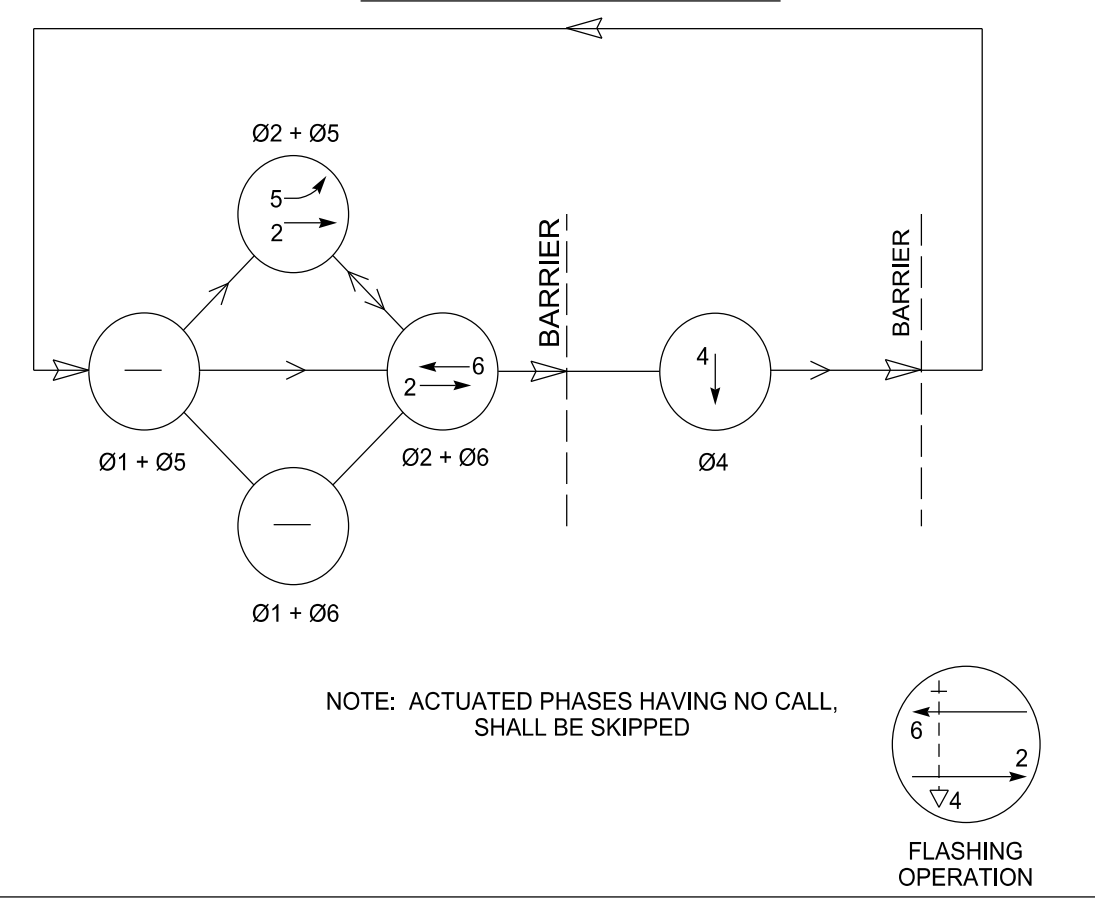 Ø2 + Ø5
5
2
BARRIER
BARRIER
6
2
4
Ø1 + Ø5
Ø2 + Ø6
Ø4
Ø1 + Ø6
NOTE: ACTUATED PHASES HAVING NO CALL,
SHALL BE SKIPPED
6
2
4
FLASHING
OPERATION